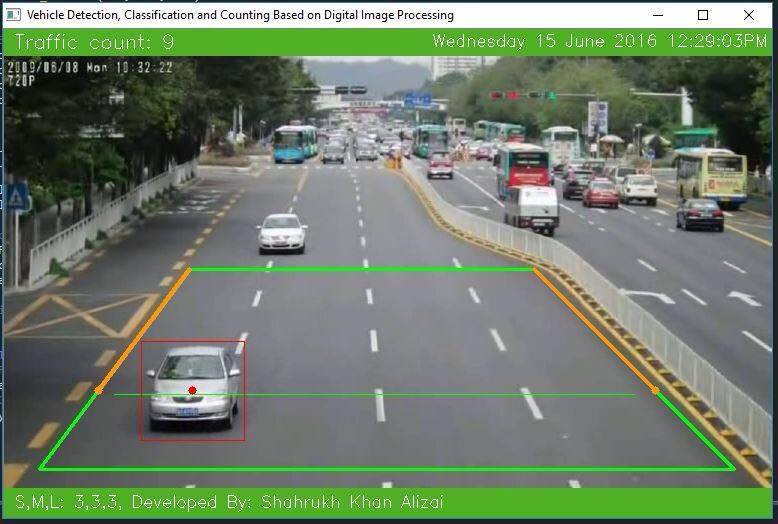 Vehicle Detection, Classification and Counting Based on Digital Image Processing
Traffic count: 9
Wednesday 15 June 2016 12:29:03PM
2009/06/08 Mon 10:32:22
720P
S,M,L: 3,3,3, Developed By: Shahrukh Khan Alizai